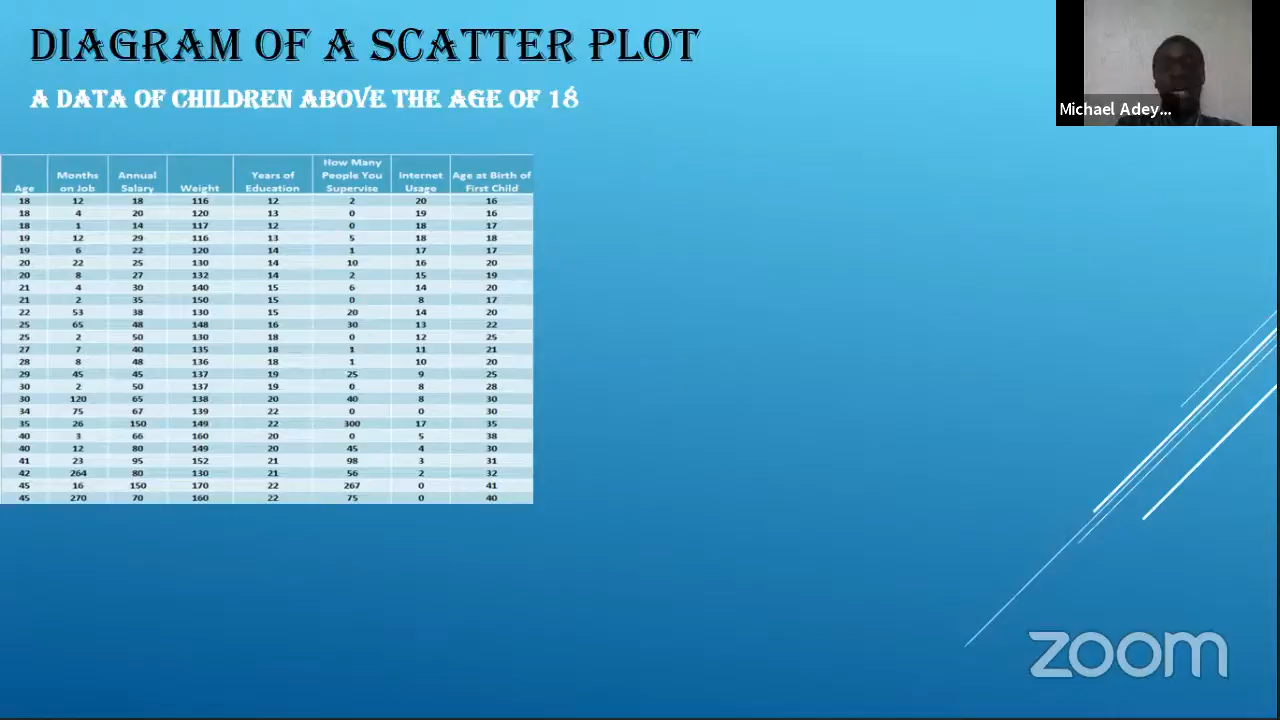 DIAGRAM OF A SCATTER PLOT
A DATA OF CHILDREN ABOVE THE AGE OF 18
Michael Adey...
Age Months on Job Annual Salary Weight Years of Education How Many People You Supervise Internet Usage Age at Birth of First Child
18 12 18 116 12 2 20 16
18 4 20 120 13 0 19 16
18 1 14 117 12 0 18 17
19 12 29 116 13 5 18 18
19 6 22 120 14 1 17 17
20 22 25 130 14 10 16 20
20 8 27 132 14 2 15 19
21 4 30 140 15 6 14 20
21 2 35 150 15 0 8 17
22 53 38 130 15 20 14 20
25 65 48 148 16 30 13 22
25 2 50 130 18 0 12 25
27 7 40 135 18 1 11 21
28 8 48 136 18 1 10 20
29 45 45 137 19 25 9 25
30 2 50 137 19 0 8 28
30 120 65 138 20 40 8 30
34 75 67 139 22 0 0 30
35 26 150 149 22 300 17 35
40 3 66 160 20 0 5 38
40 12 80 149 20 45 4 30
41 23 95 152 21 98 3 31
42 264 80 130 21 56 2 32
45 16 150 170 22 267 0 41
45 270 70 160 22 75 0 40
zoom